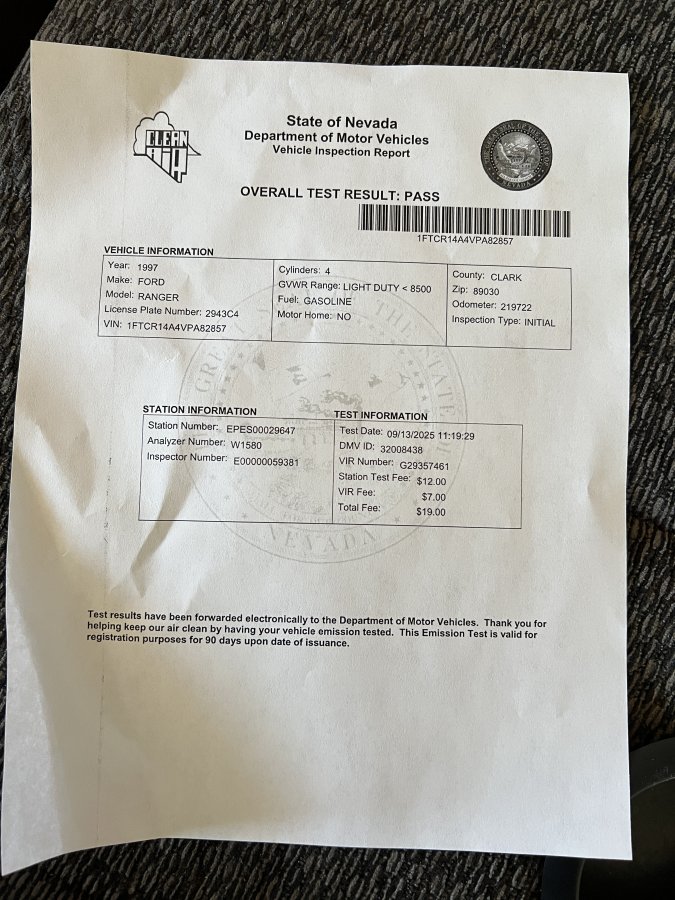 CLEAN
AIR
State of Nevada
Department of Motor Vehicles
Vehicle Inspection Report
OVERALL TEST RESULT: PASS
1FTCR14A4VPA82857
VEHICLE INFORMATION
Year: 1997
Make: FORD
Model: RANGER
License Plate Number: 2943C4
VIN: 1FTCR14A4VPA82857
Cylinders: 4
GVWR Range: LIGHT DUTY < 8500
Fuel: GASOLINE
Motor Home: NO
County: CLARK
Zip: 89030
Odometer: 219722
Inspection Type: INITIAL
STATION INFORMATION
Station Number: EPES00029647
Analyzer Number: W1580
Inspector Number: E00000059381
TEST INFORMATION
Test Date: 09/13/2025 11:19:29
DMV ID: 32008438
VIR Number: G29357461
Station Test Fee: $12.00
VIR Fee: $7.00
Total Fee: $19.00
NEVADA
Test results have been forwarded electronically to the Department of Motor Vehicles. Thank you for
helping keep our air clean by having your vehicle emission tested. This Emission Test is valid for
registration purposes for 90 days upon date of issuance.